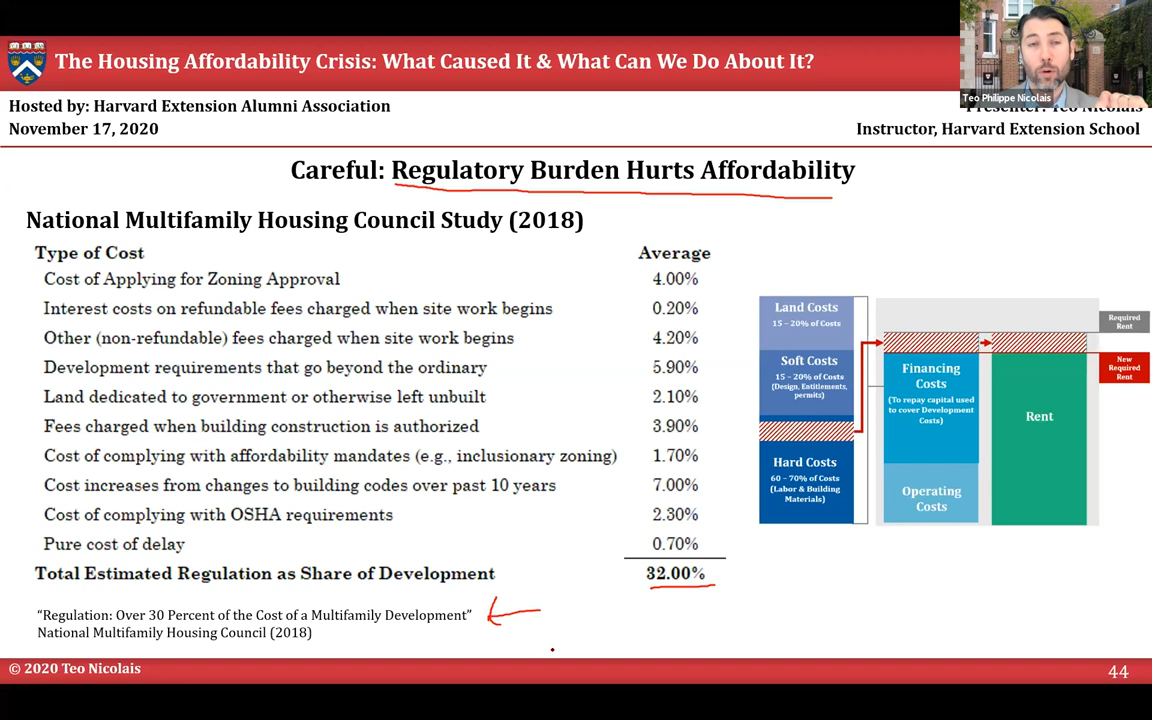 The Housing Affordability Crisis: What Caused It & What Can We Do About It?
Teo Philippe Nicolais
Hosted by: Harvard Extension Alumni Association
November 17, 2020
Presenter: Teo Nicolais
Instructor, Harvard Extension School
Careful: Regulatory Burden Hurts Affordability
National Multifamily Housing Council Study (2018)
Type of Cost Average
Cost of Applying for Zoning Approval 4.00%
Interest costs on refundable fees charged when site work begins 0.20%
Other (non-refundable) fees charged when site work begins 4.20%
Development requirements that go beyond the ordinary 5.90%
Land dedicated to government or otherwise left unbuilt 2.10%
Fees charged when building construction is authorized 3.90%
Cost of complying with affordability mandates (e.g., inclusionary zoning) 1.70%
Cost increases from changes to building codes over past 10 years 7.00%
Cost of complying with OSHA requirements 2.30%
Pure cost of delay 0.70%
Total Estimated Regulation as Share of Development 32.00%
"Regulation: Over 30 Percent of the Cost of a Multifamily Development"
National Multifamily Housing Council (2018)
Land Costs
15 – 20% of Costs
Soft Costs
15 – 20% of Costs
(Design, Entitlements,
permits)
Hard Costs
60 – 70% of Costs
(Labor & Building
Materials)
Financing
Costs
(To repay capital used
to cover Development
Costs)
Operating
Costs
Rent
Required
Rent
New
Required
Rent
© 2020 Teo Nicolais
44